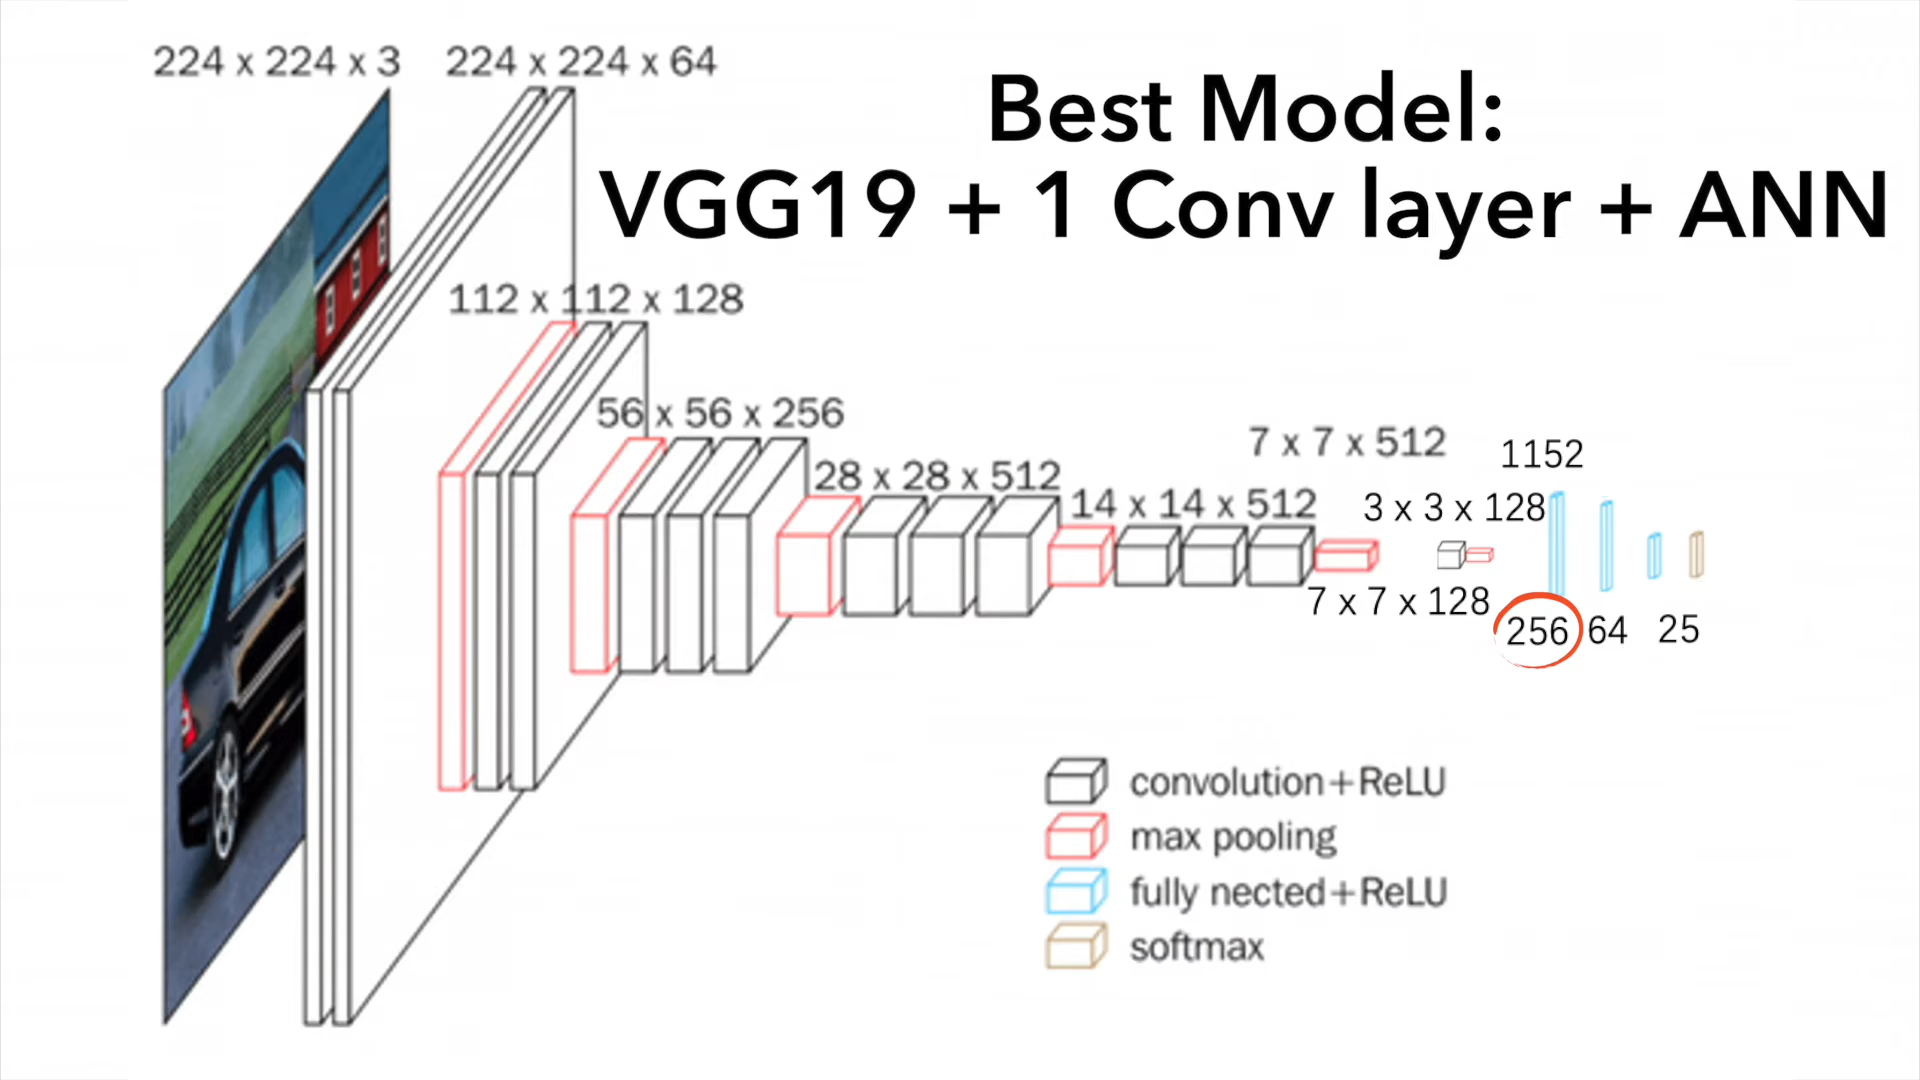 224 x 224 x 3
224 x 224 x 64
Best Model:
VGG19 + 1 Conv layer + ANN
112 x 112 x 128
56 x 56 x 256
28 x 28 x 512
14 x 14 x 512
7 x 7 x 512
7 x 7 x 128
3 x 3 x 128
1152
256
64
25
convolution+ReLU
max pooling
fully nected+ReLU
softmax